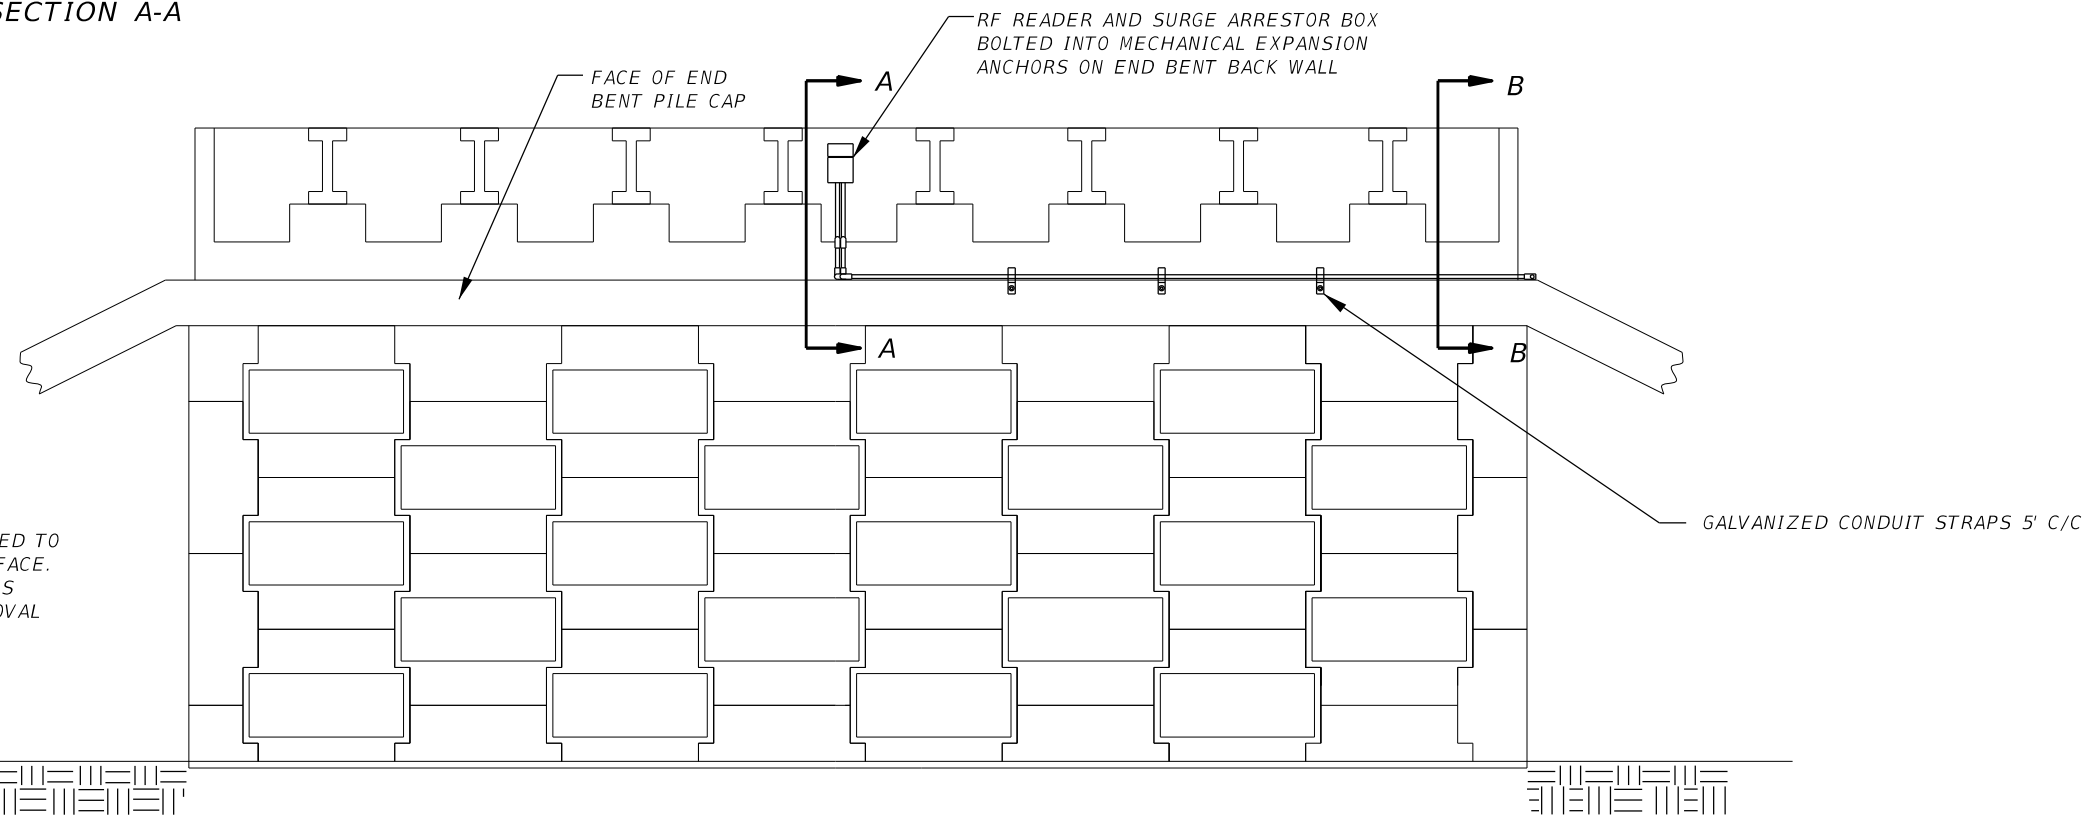 SECTION A-A
RF READER AND SURGE ARRESTOR BOX
BOLTED INTO MECHANICAL EXPANSION
ANCHORS ON END BENT BACK WALL
FACE OF END
BENT PILE CAP
A
B
A
B
GALVANIZED CONDUIT STRAPS 5' C/C
ED TO
FACE.
S
OVAL